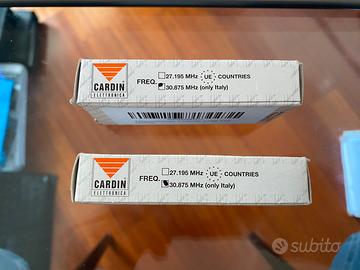 CARDIN
ELETTRONICA
FREQ.
27.195 MHz UE COUNTRIES
30.875 MHz (only Italy)
CARDIN
ELETTRONICA
FREQ.
27.195 MHz UE COUNTRIES
30.875 MHz (only Italy)
subito